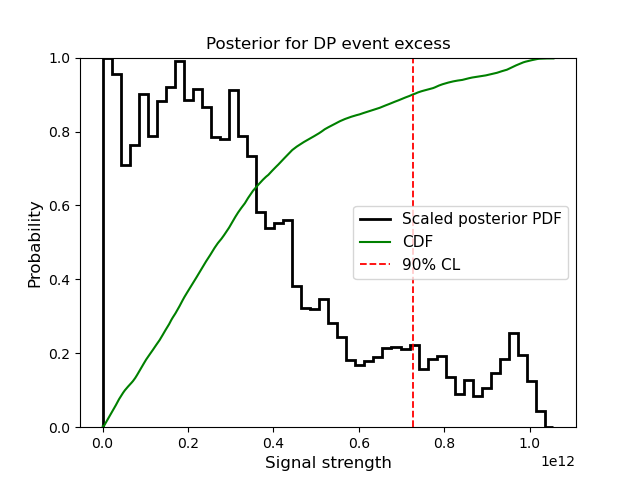 Posterior for DP event excess
Probability
1.0
0.8
0.6
0.4
0.2
0.0
Scaled posterior PDF
CDF
90% CL
0.0 0.2 0.4 0.6 0.8 1.0
1e12
Signal strength